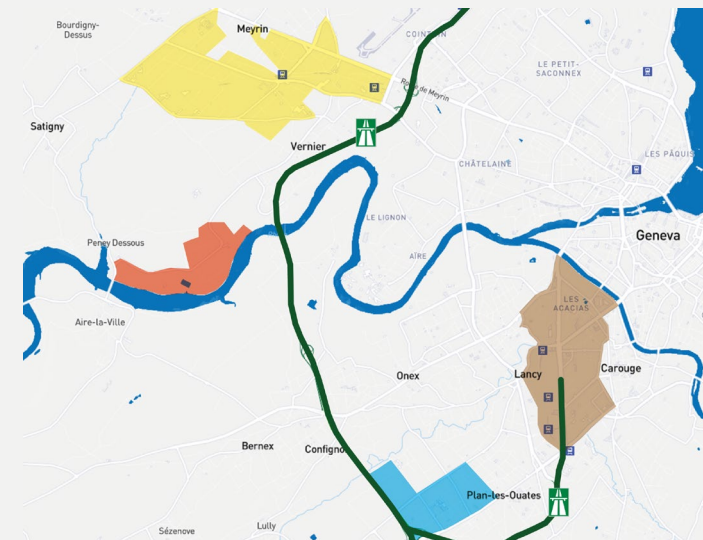 Bourdigny-
Dessus
Meyrin
COINTRIN
LE PETIT-
SACONNEX
Route de Meyrin
Satigny
Vernier
CHÂTELAINE
LES PÂQUIS
LE LIGNON
Geneva
Peney Dessous
AÏRE
LES
ACACIAS
Aire-la-Ville
Onex
Lancy
Carouge
Bernex
Confignon
Plan-les-Ouates
Sézenove
Lully